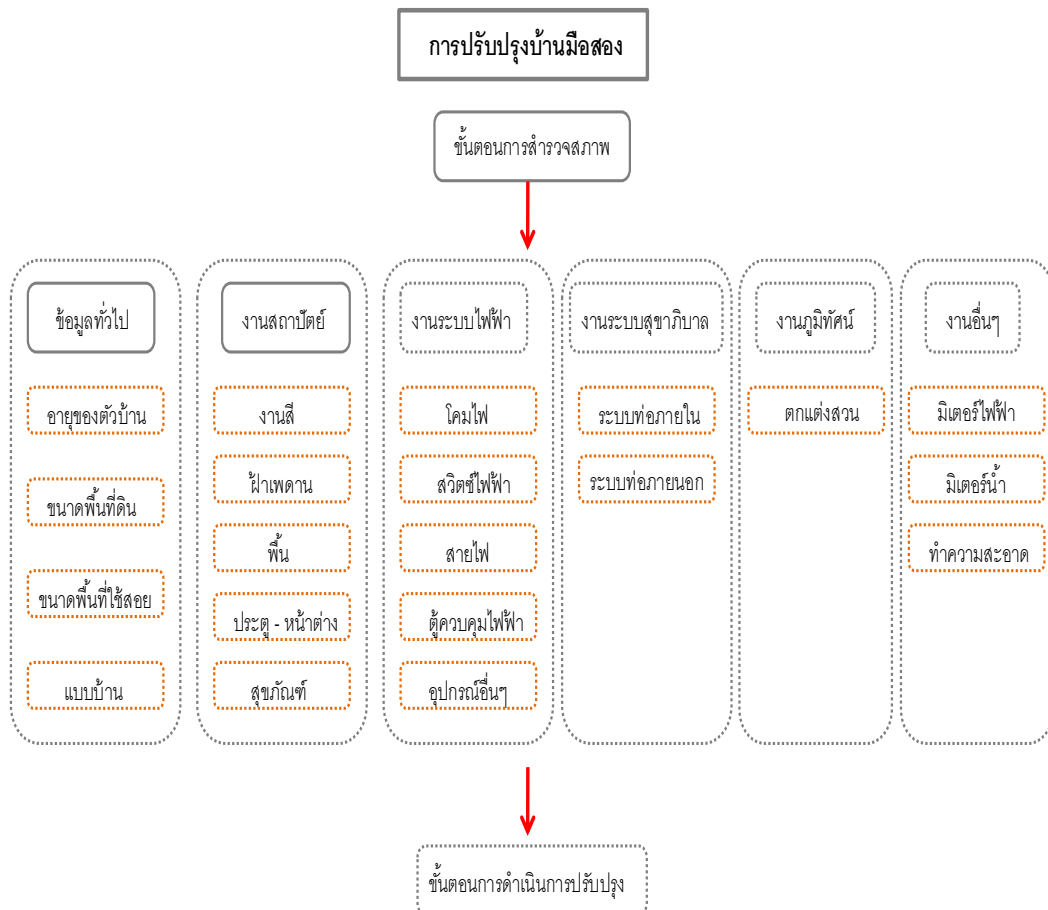 การปรับปรุงบ้านมือสอง
ขั้นตอนการสำรวจสภาพ
ข้อมูลทั่วไป
อายุของตัวบ้าน
ขนาดพื้นที่ดิน
ขนาดพื้นที่ใช้สอย
แบบบ้าน
งานสถาปัตย์
งานสี
ฝ้าเพดาน
พื้น
ประตู - หน้าต่าง
สุขภัณฑ์
งานระบบไฟฟ้า
โคมไฟ
สวิตซ์ไฟฟ้า
สายไฟ
ตู้ควบคุมไฟฟ้า
อุปกรณ์อื่นๆ
งานระบบสุขาภิบาล
ระบบท่อภายใน
ระบบท่อภายนอก
งานภูมิทัศน์
ตกแต่งสวน
งานอื่นๆ
มิเตอร์ไฟฟ้า
มิเตอร์น้ำ
ทำความสะอาด
ขั้นตอนการดำเนินการปรับปรุง